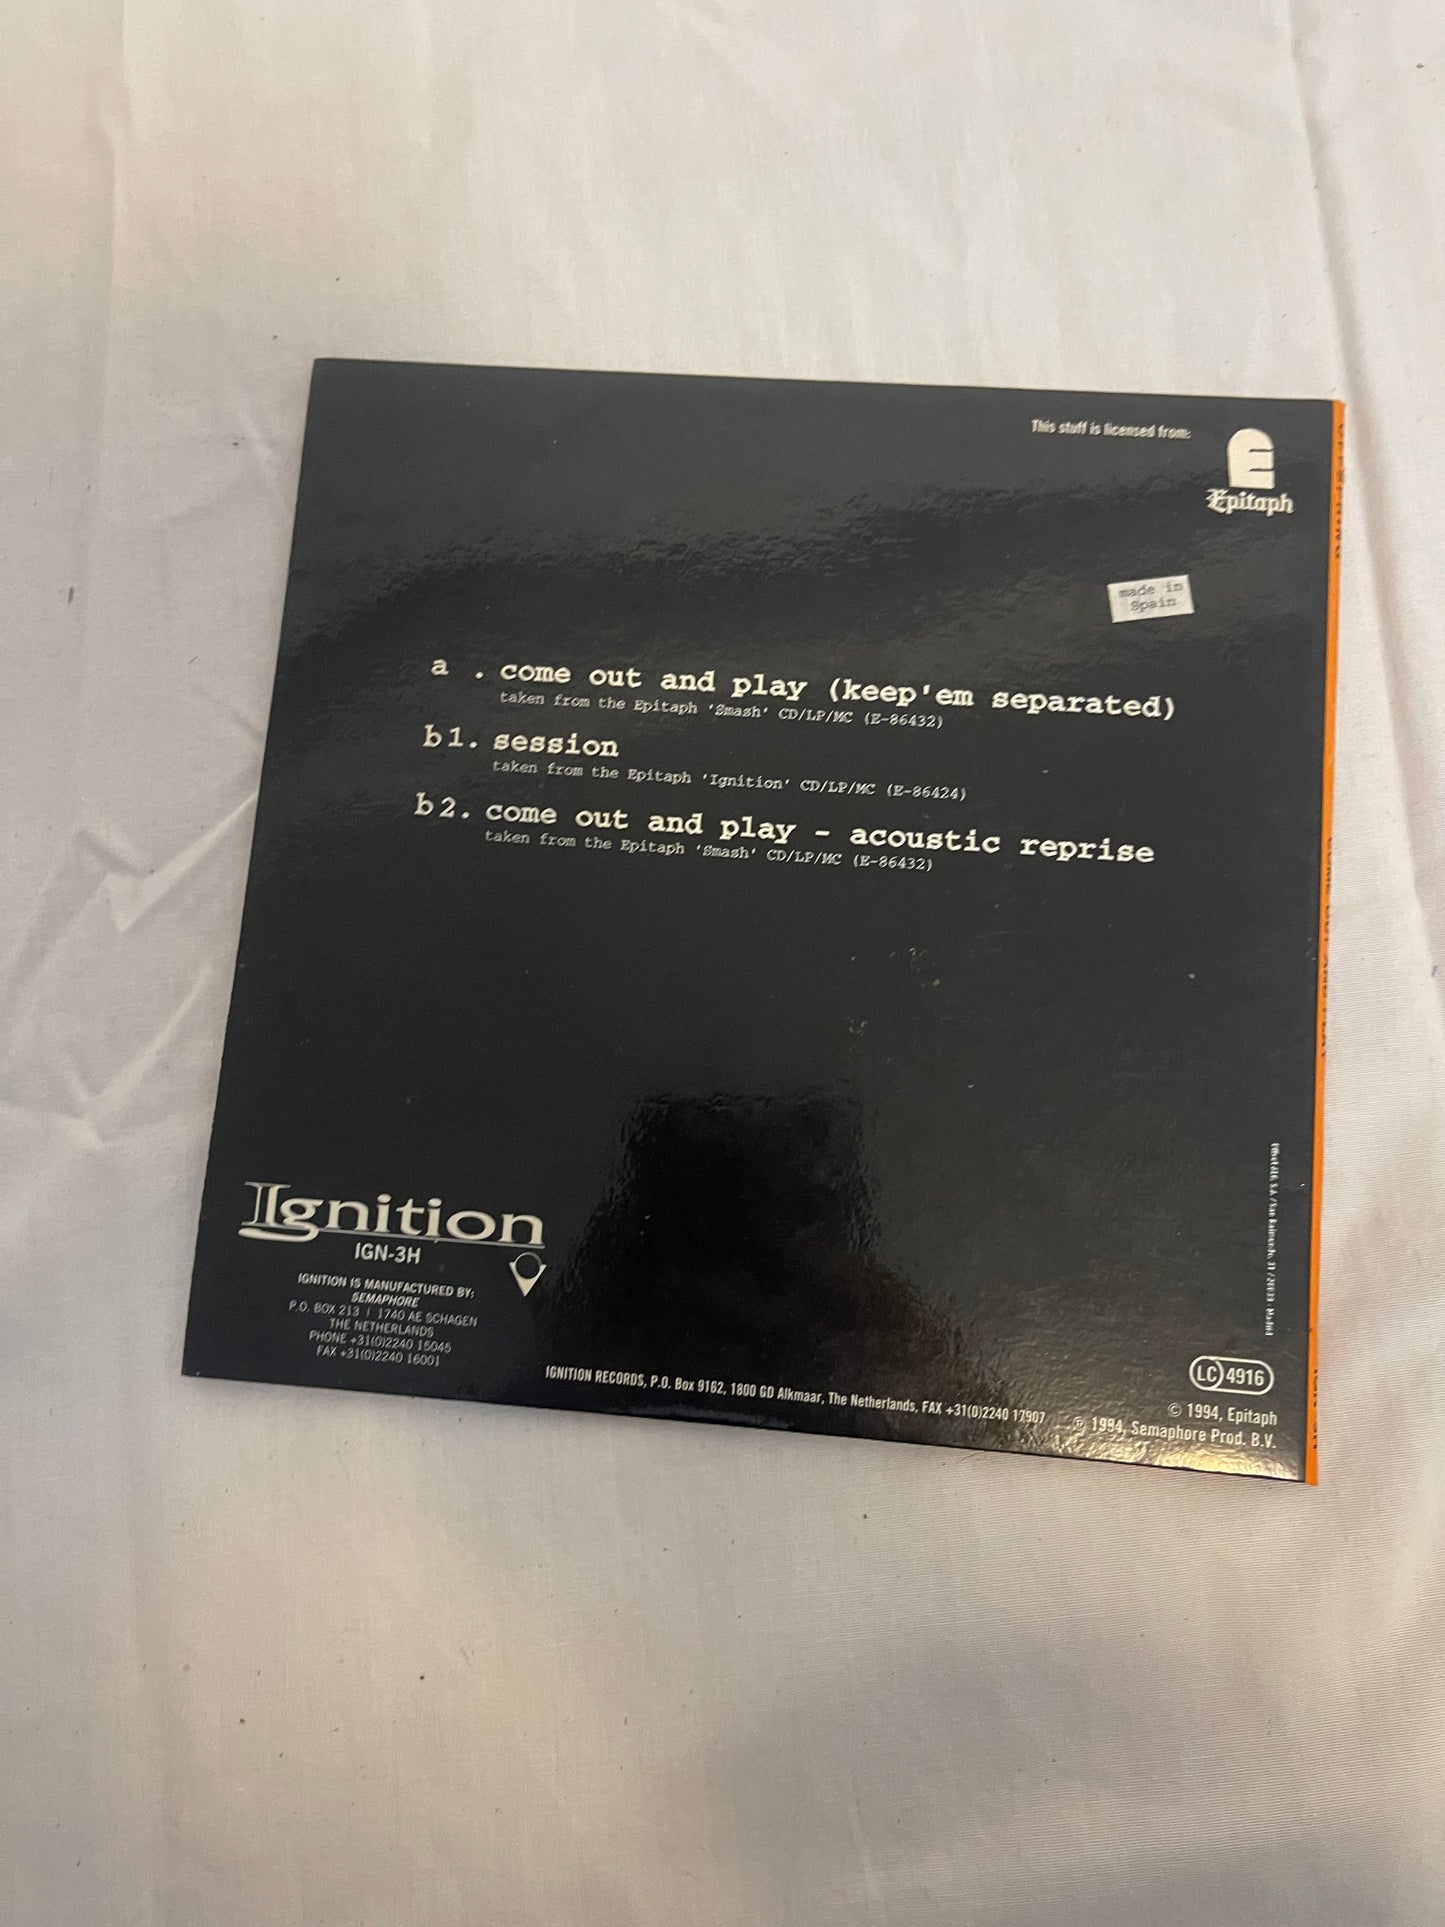 This stuff is licensed from:
Epitaph
made in
Spain
a . come out and play (keep'em separated)
taken from the Epitaph 'Smash' CD/LP/MC (E-86432)
b1. session
taken from the Epitaph 'Ignition' CD/LP/MC (E-86424)
b2. come out and play - acoustic reprise
taken from the Epitaph 'Smash' CD/LP/MC (E-86432)
Ignition
IGN-3H
IGNITION IS MANUFACTURED BY:
SEMAPHORE
P.O. BOX 213 | 1740 AE SCHAGEN
THE NETHERLANDS
PHONE +31(0)2240 15045
FAX +31(0)2240 16001
IGNITION RECORDS, P.O. Box 9162, 1800 GD Alkmaar, The Netherlands, FAX +31(0)2240 17907
LC 4916
© 1994, Epitaph
℗ 1994, Semaphore Prod. B.V.
COME OUT AND PLAY